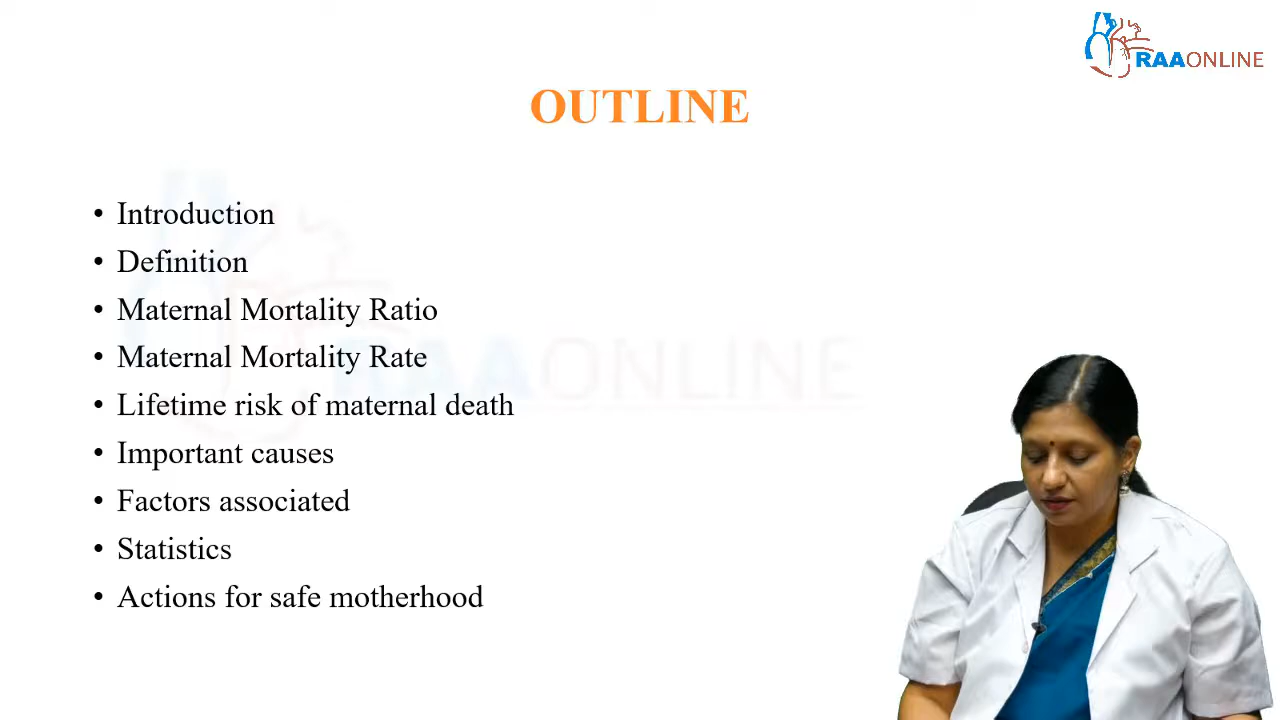 RAAONLINE
OUTLINE
• Introduction
• Definition
• Maternal Mortality Ratio
• Maternal Mortality Rate
• Lifetime risk of maternal death
• Important causes
• Factors associated
• Statistics
• Actions for safe motherhood
RAAONLINE